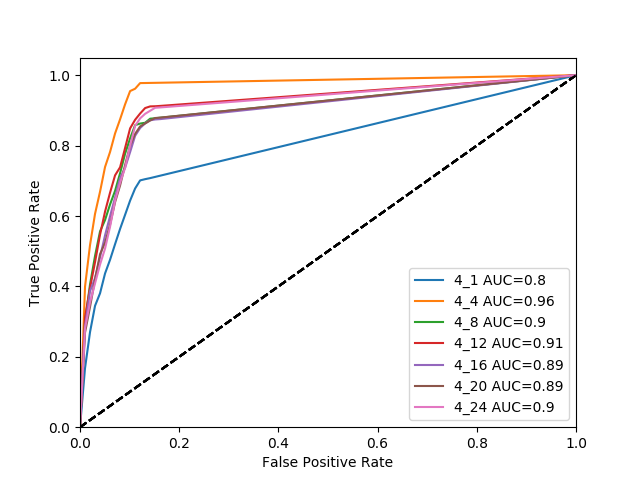 1.0
0.8
0.6
0.4
0.2
0.0
True Positive Rate
4_1 AUC=0.8
4_4 AUC=0.96
4_8 AUC=0.9
4_12 AUC=0.91
4_16 AUC=0.89
4_20 AUC=0.89
4_24 AUC=0.9
0.0 0.2 0.4 0.6 0.8 1.0
False Positive Rate